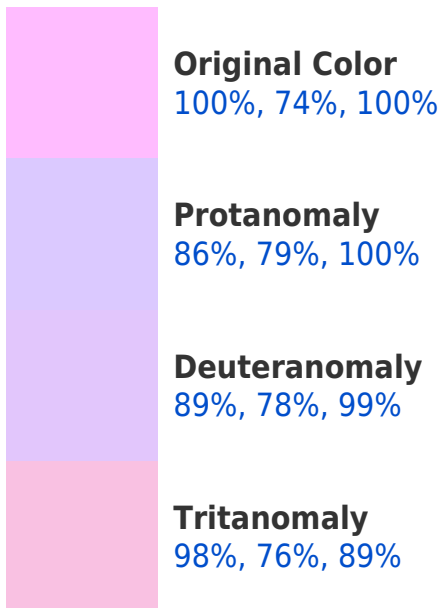 Original Color
100%, 74%, 100%
Protanomaly
86%, 79%, 100%
Deuteranomaly
89%, 78%, 99%
Tritanomaly
98%, 76%, 89%